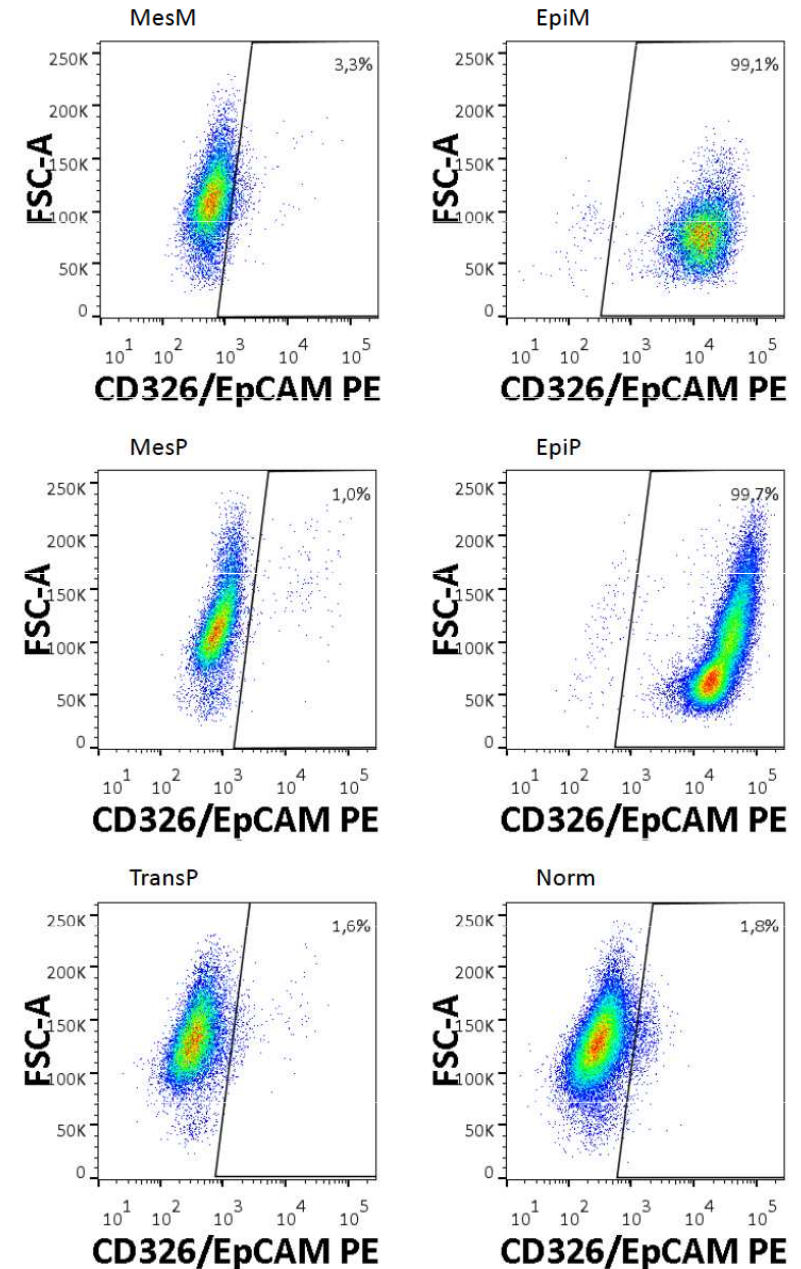 MesM
EpiM
3,3%
99,1%
250K
200K
150K
100K
50K
0
FSC-A
10^1 10^2 10^3 10^4 10^5
CD326/EpCAM PE
250K
200K
150K
100K
50K
0
FSC-A
10^1 10^2 10^3 10^4 10^5
CD326/EpCAM PE
MesP
EpiP
1,0%
99,7%
250K
200K
150K
100K
50K
0
FSC-A
10^1 10^2 10^3 10^4 10^5
CD326/EpCAM PE
250K
200K
150K
100K
50K
0
FSC-A
10^1 10^2 10^3 10^4 10^5
CD326/EpCAM PE
TransP
Norm
1,6%
1,8%
250K
200K
150K
100K
50K
0
FSC-A
10^1 10^2 10^3 10^4 10^5
CD326/EpCAM PE
250K
200K
150K
100K
50K
0
FSC-A
10^1 10^2 10^3 10^4 10^5
CD326/EpCAM PE